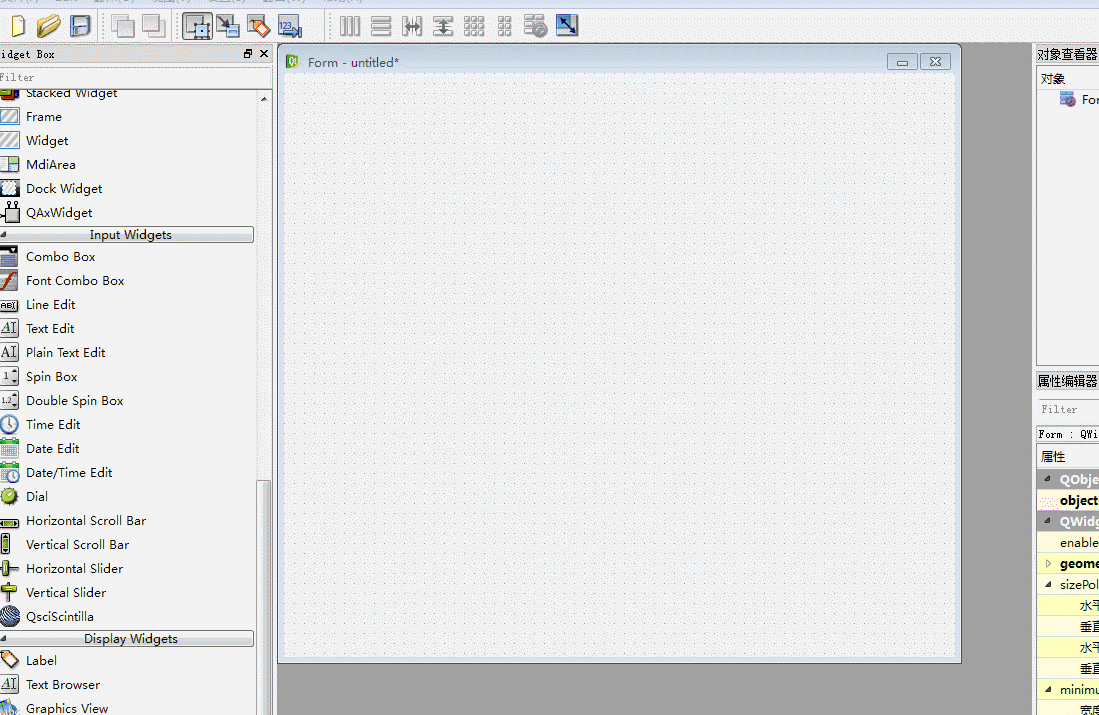 idget Box
Filter
Stacked Widget
Frame
Widget
MdiArea
Dock Widget
QAxWidget
Input Widgets
Combo Box
Font Combo Box
Line Edit
Text Edit
Plain Text Edit
Spin Box
Double Spin Box
Time Edit
Date Edit
Date/Time Edit
Dial
Horizontal Scroll Bar
Vertical Scroll Bar
Horizontal Slider
Vertical Slider
QsciScintilla
Display Widgets
Label
Text Browser
Graphics View
Form - untitled*
对象查看器
对象
For
属性编辑器
Filter
Form : QWi
属性
QObje
object
QWidg
enable
geome
sizePol
水平
垂直
水平
垂直
minimu
宽度